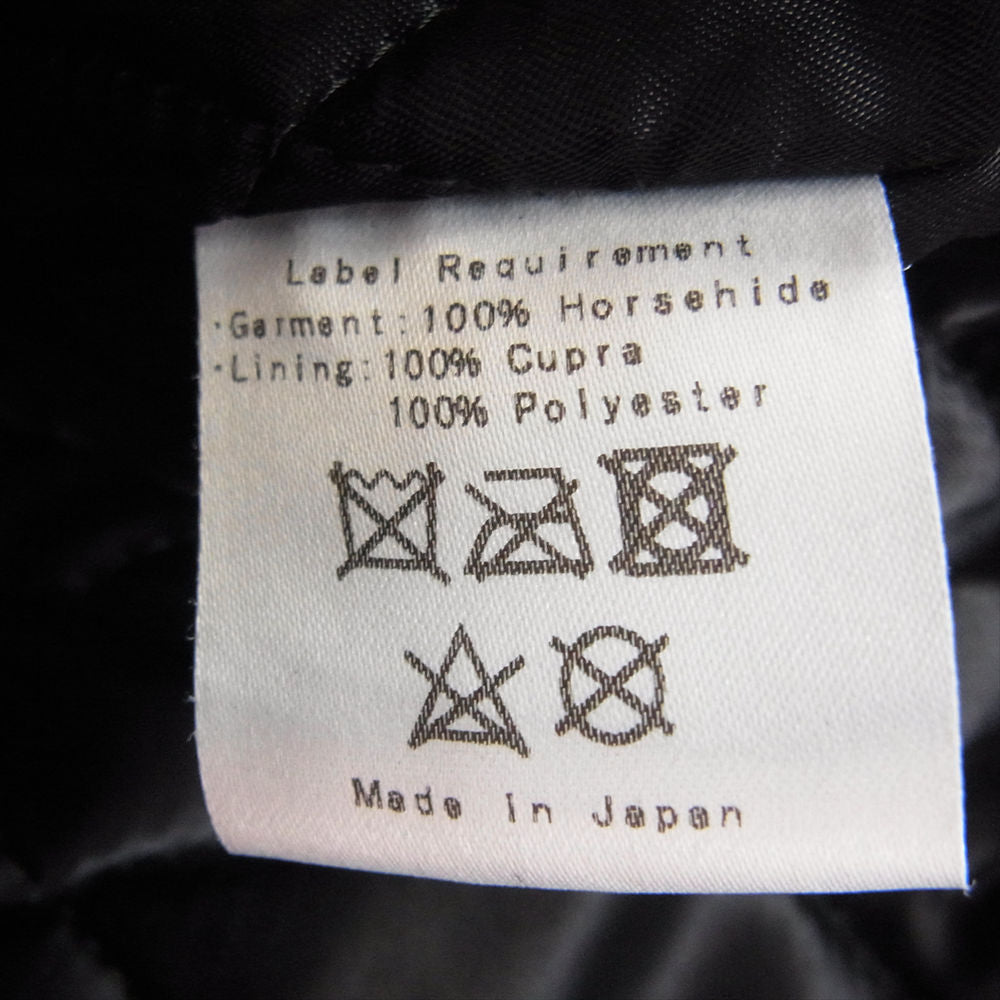 Label Requirement
・Garment:100% Horsehide
・Lining:100% Cupra
100% Polyester
Made in Japan